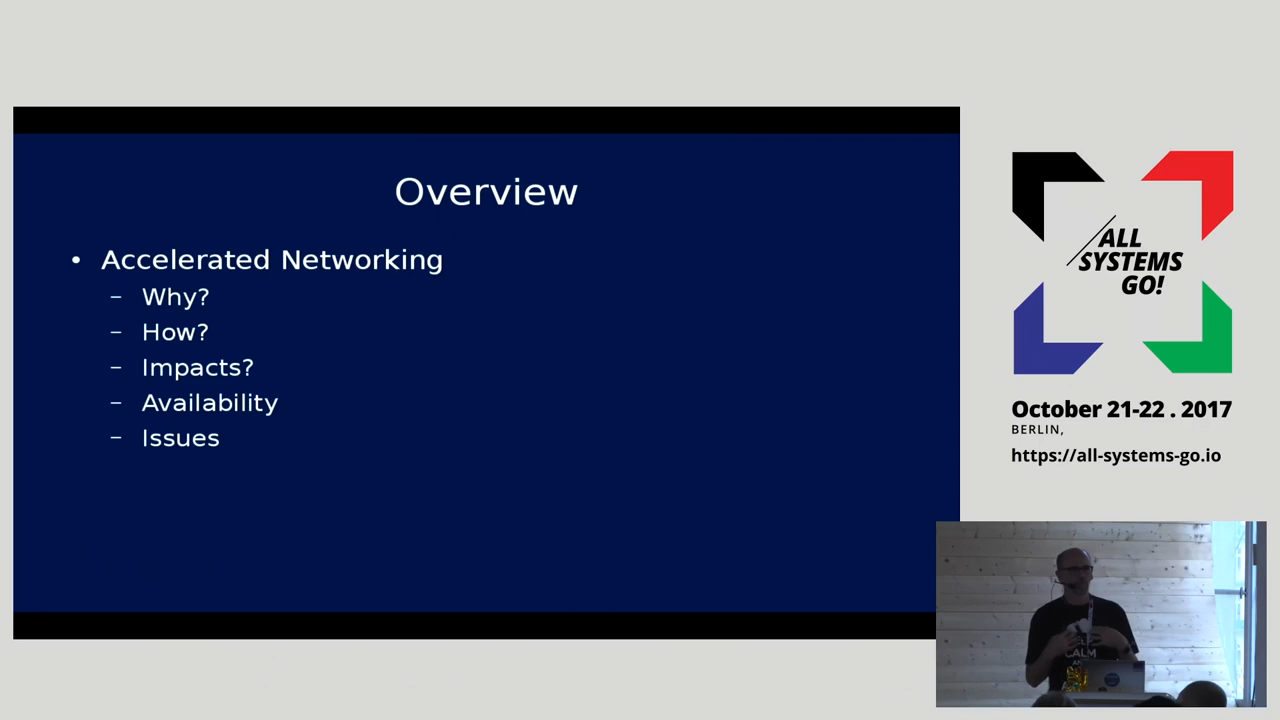 Overview
• Accelerated Networking
– Why?
– How?
– Impacts?
– Availability
– Issues
ALL
SYSTEMS
GO!
October 21-22 . 2017
BERLIN,
https://all-systems-go.io
CALM